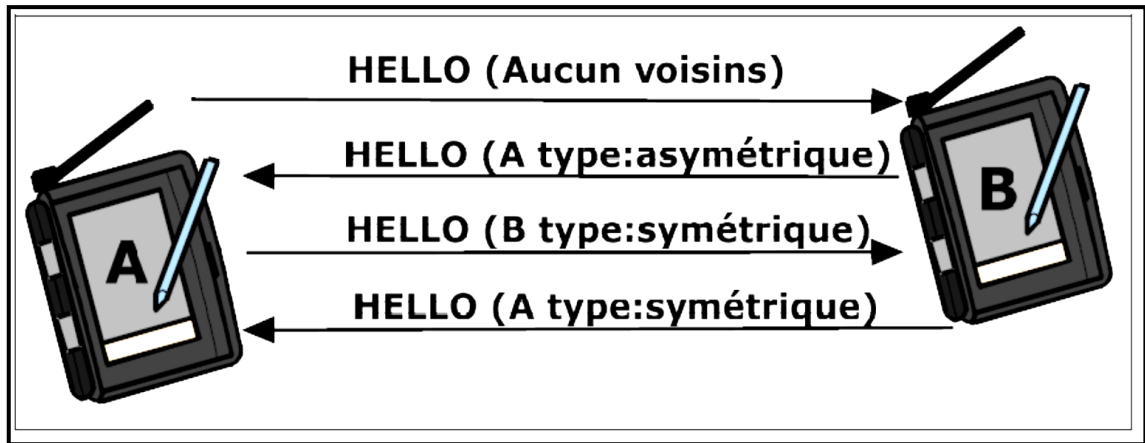 HELLO (Aucun voisins)
HELLO (A type:asymétrique)
HELLO (B type:symétrique)
HELLO (A type:symétrique)
A
B